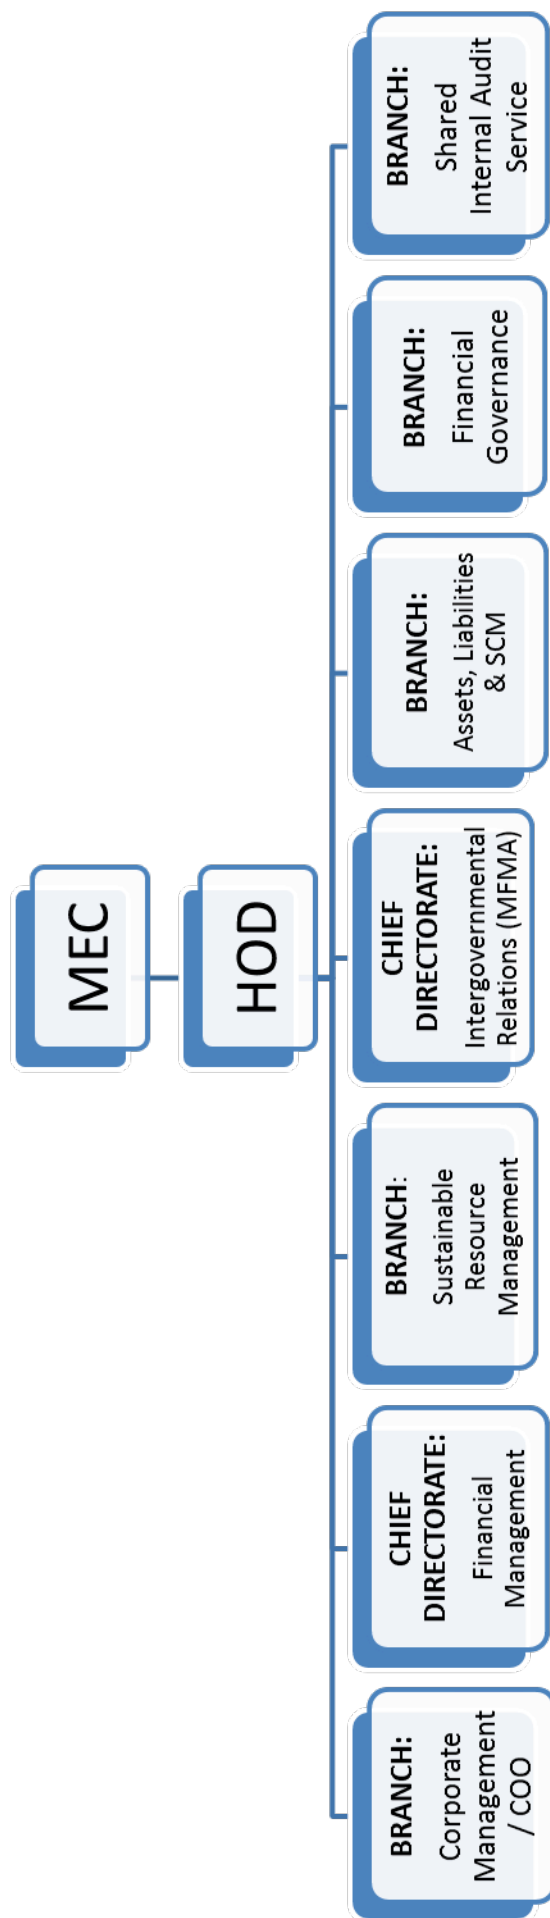 MEC
HOD
BRANCH:
Corporate
Management
/ COO
CHIEF
DIRECTORATE:
Financial
Management
BRANCH:
Sustainable
Resource
Management
CHIEF
DIRECTORATE:
Intergovernmental
Relations (MFMA)
BRANCH:
Assets, Liabilities
& SCM
BRANCH:
Financial
Governance
BRANCH:
Shared
Internal Audit
Service